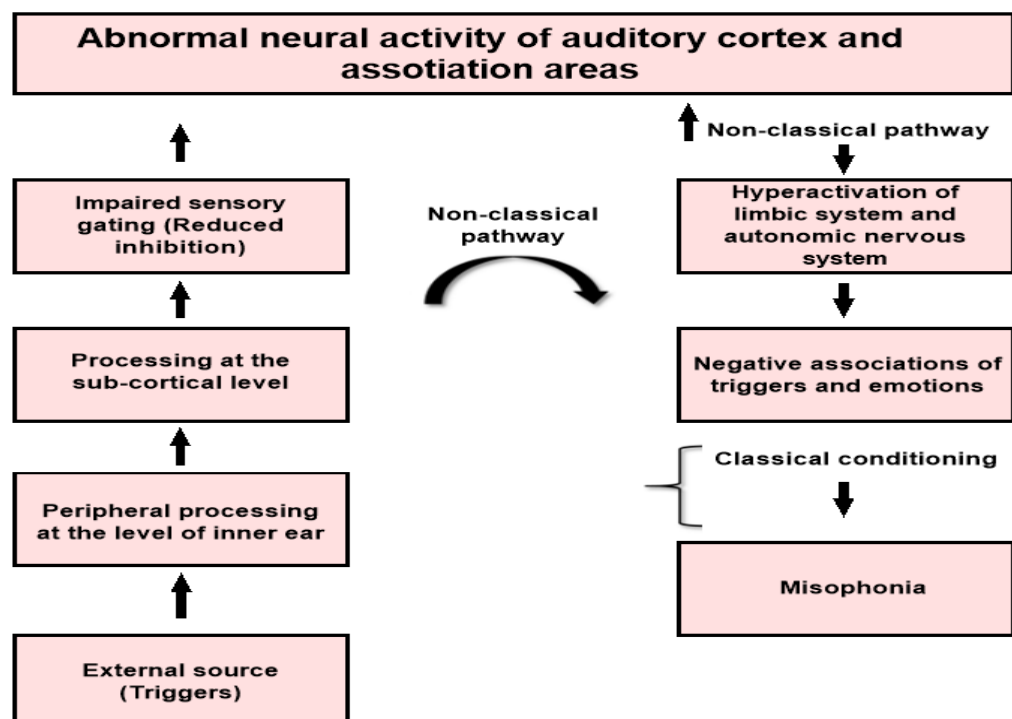 Abnormal neural activity of auditory cortex and
assotiation areas
Non-classical pathway
Impaired sensory
gating (Reduced
inhibition)
Non-classical
pathway
Hyperactivation of
limbic system and
autonomic nervous
system
Processing at the
sub-cortical level
Negative associations of
triggers and emotions
Classical conditioning
Peripheral processing
at the level of inner ear
Misophonia
External source
(Triggers)